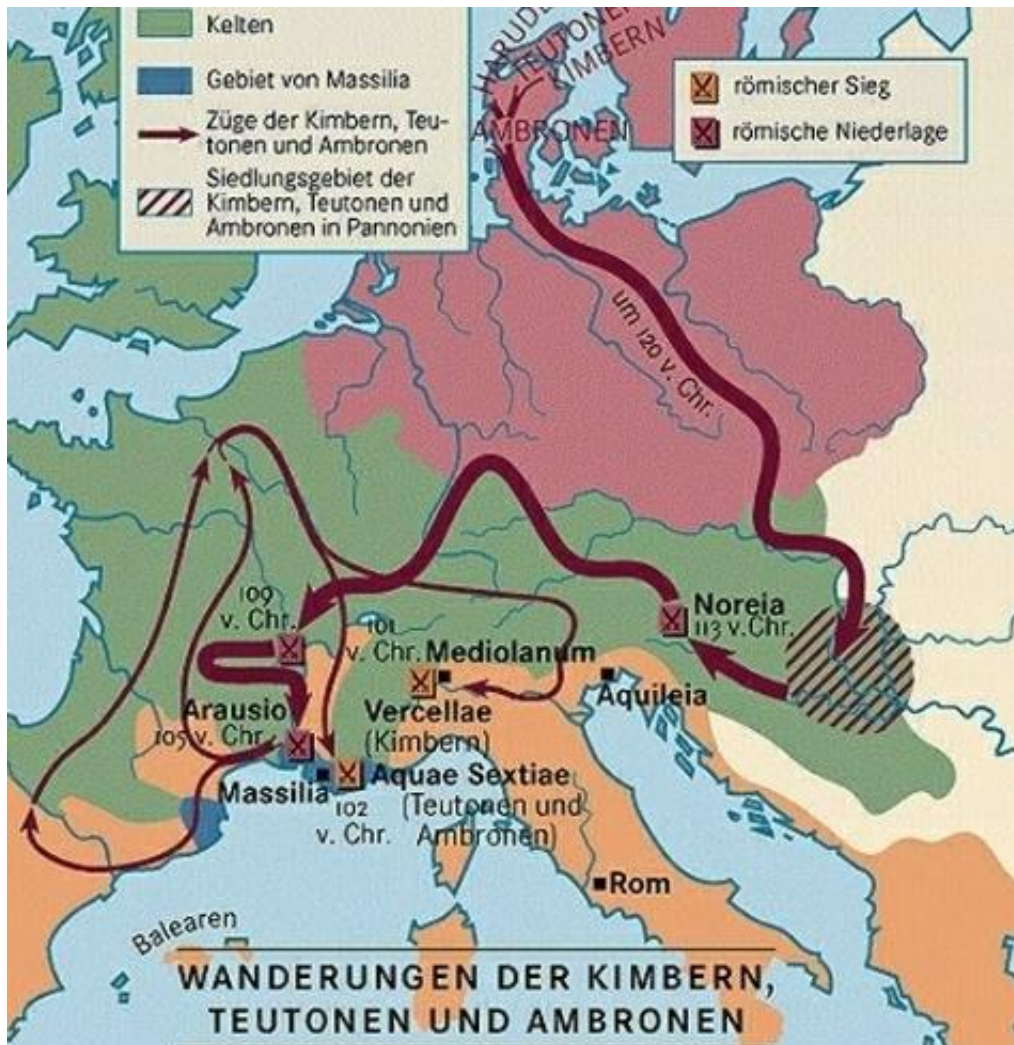 Kelten
Gebiet von Massilia
Züge der Kimbern, Teu-
tonen und Ambronen
Siedlungsgebiet der
Kimbern, Teutonen und
Ambronen in Pannonien
KIMBERN
AMBRONEN
römischer Sieg
römische Niederlage
um 120 v. Chr.
109
v. Chr.
101
v. Chr.
Mediolanum
Noreia
113 v. Chr.
Aquileia
Arausio
105 v. Chr.
Vercellae
(Kimbern)
Massilia
Aquae Sextiae
(Teutonen und
Ambronen)
102
v. Chr.
Rom
Balearen
WANDERUNGEN DER KIMBERN,
TEUTONEN UND AMBRONEN